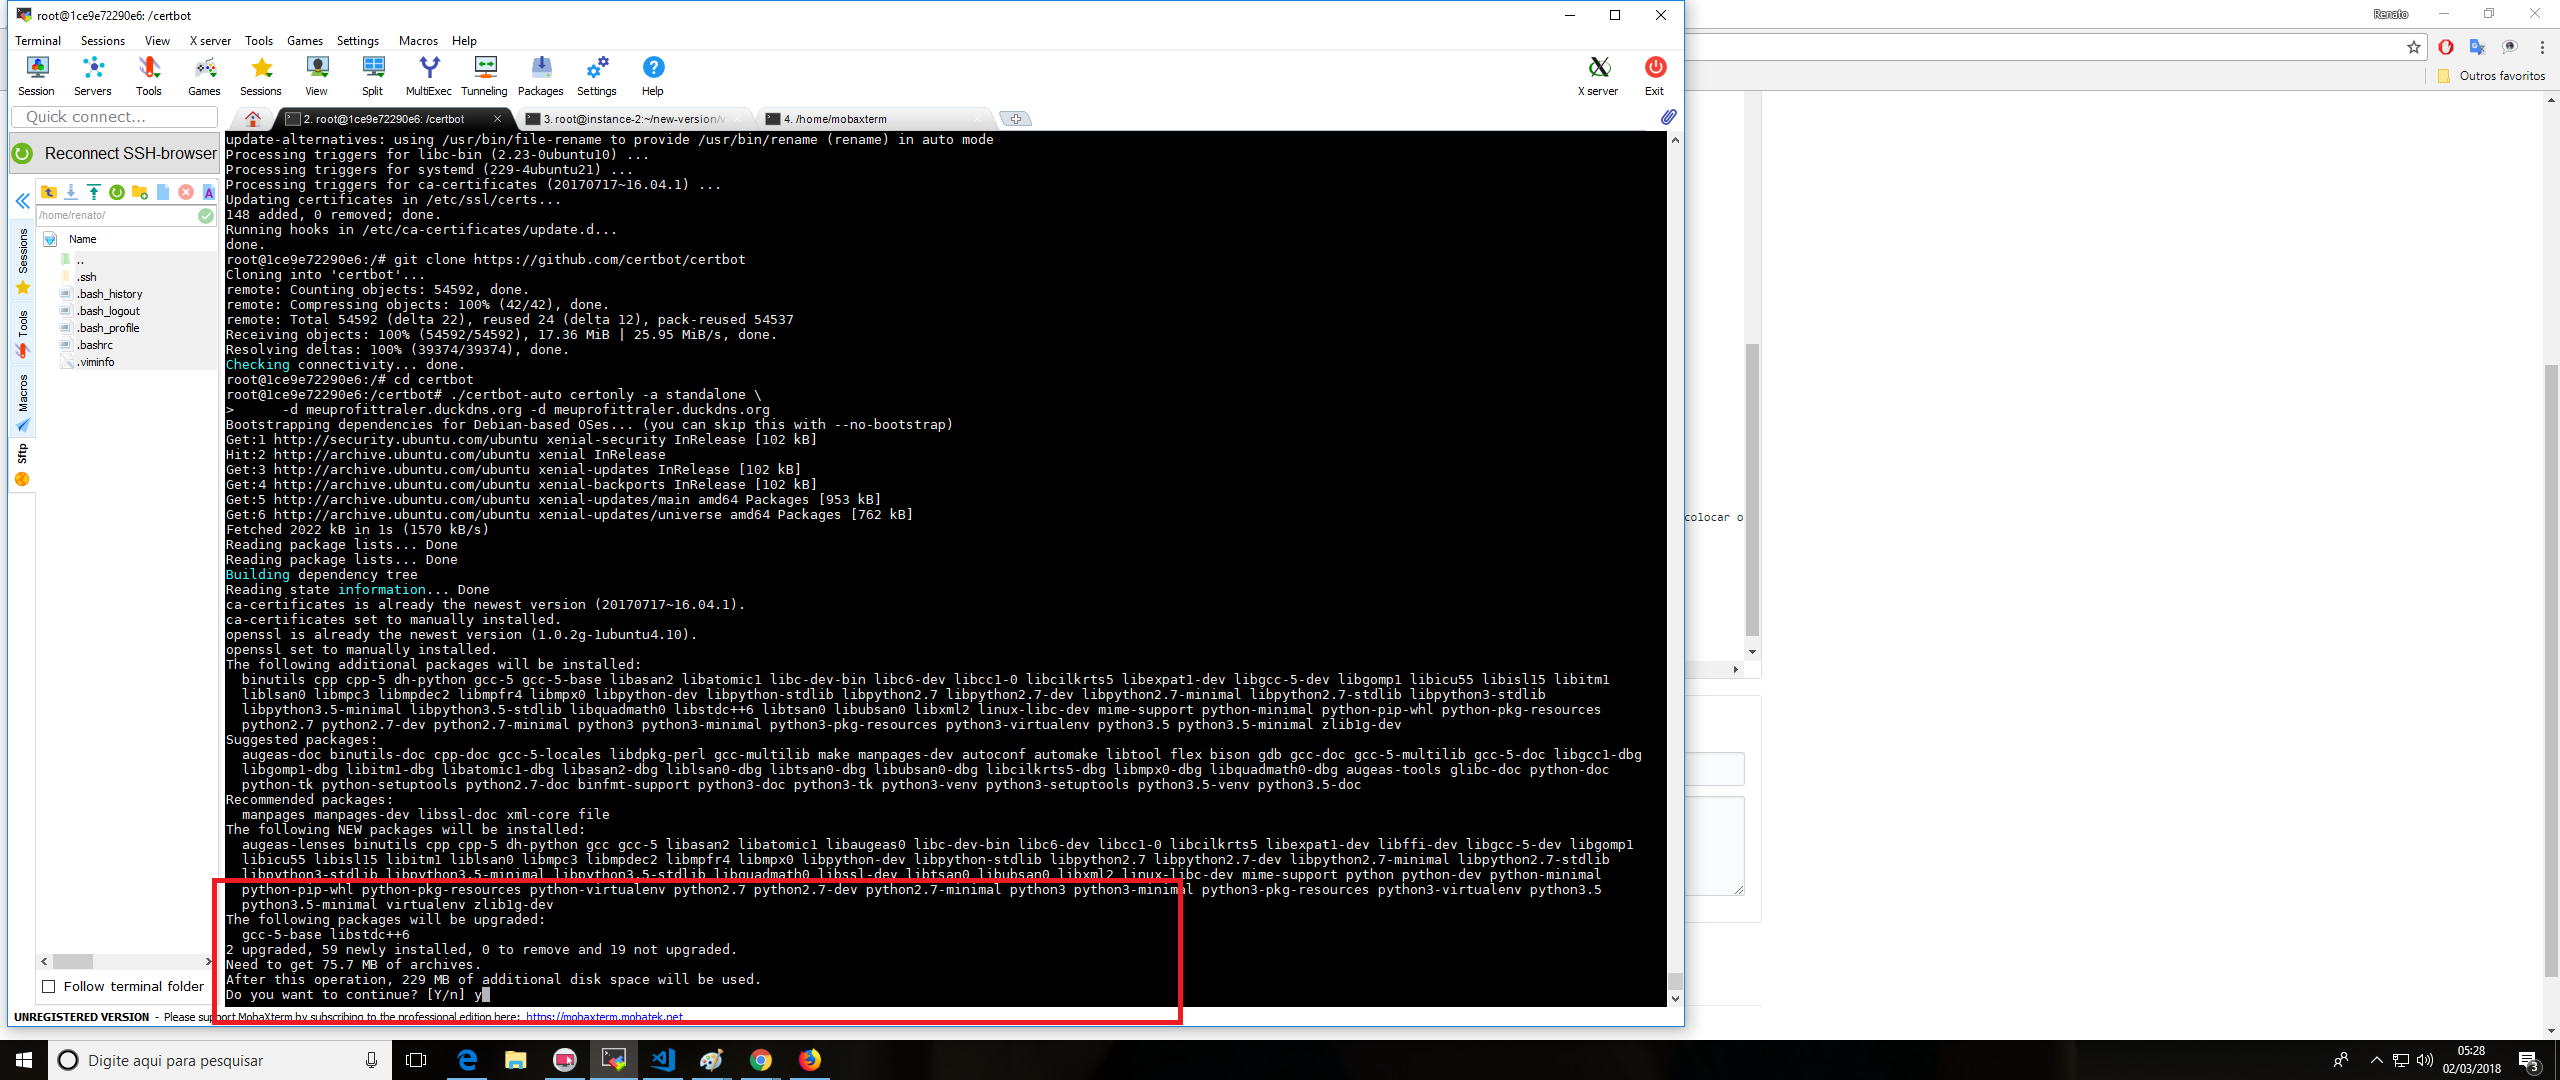 root@1ce9e72290e6: /certbot
Renato
Terminal Sessions View X server Tools Games Settings Macros Help
Outros favoritos
Session Servers Tools Games Sessions View Split MultiExec Tunneling Packages Settings Help X server Exit
Quick connect...
2. root@1ce9e72290e6: /certbot
3. root@instance-2:~/new-version/v
4. /home/mobaxterm
Reconnect SSH-browser
/home/renato/
Name
..
.ssh
.bash_history
.bash_logout
.bash_profile
.bashrc
.viminfo
Sessions
Tools
Macros
Sftp
Follow terminal folder
update-alternatives: using /usr/bin/file-rename to provide /usr/bin/rename (rename) in auto mode
Processing triggers for libc-bin (2.23-0ubuntu10) ...
Processing triggers for systemd (229-4ubuntu21) ...
Processing triggers for ca-certificates (20170717~16.04.1) ...
Updating certificates in /etc/ssl/certs...
148 added, 0 removed; done.
Running hooks in /etc/ca-certificates/update.d...
done.
root@1ce9e72290e6:/# git clone https://github.com/certbot/certbot
Cloning into 'certbot'...
remote: Counting objects: 54592, done.
remote: Compressing objects: 100% (42/42), done.
remote: Total 54592 (delta 22), reused 24 (delta 12), pack-reused 54537
Receiving objects: 100% (54592/54592), 17.36 MiB | 25.95 MiB/s, done.
Resolving deltas: 100% (39374/39374), done.
Checking connectivity... done.
root@1ce9e72290e6:/# cd certbot
root@1ce9e72290e6:/certbot# ./certbot-auto certonly -a standalone \
> -d meuprofittraler.duckdns.org -d meuprofittraler.duckdns.org
Bootstrapping dependencies for Debian-based OSes... (you can skip this with --no-bootstrap)
Get:1 http://security.ubuntu.com/ubuntu xenial-security InRelease [102 kB]
Hit:2 http://archive.ubuntu.com/ubuntu xenial InRelease
Get:3 http://archive.ubuntu.com/ubuntu xenial-updates InRelease [102 kB]
Get:4 http://archive.ubuntu.com/ubuntu xenial-backports InRelease [102 kB]
Get:5 http://archive.ubuntu.com/ubuntu xenial-updates/main amd64 Packages [953 kB]
Get:6 http://archive.ubuntu.com/ubuntu xenial-updates/universe amd64 Packages [762 kB]
Fetched 2022 kB in 1s (1570 kB/s)
Reading package lists... Done
Reading package lists... Done
Building dependency tree
Reading state information... Done
ca-certificates is already the newest version (20170717~16.04.1).
ca-certificates set to manually installed.
openssl is already the newest version (1.0.2g-1ubuntu4.10).
openssl set to manually installed.
The following additional packages will be installed:
binutils cpp cpp-5 dh-python gcc-5 gcc-5-base libasan2 libatomic1 libc-dev-bin libc6-dev libcc1-0 libcilkrts5 libexpat1-dev libgcc-5-dev libgomp1 libicu55 libisl15 libitm1
liblsan0 libmpc3 libmpdec2 libmpfr4 libmpx0 libpython-dev libpython-stdlib libpython2.7 libpython2.7-dev libpython2.7-minimal libpython2.7-stdlib libpython3-stdlib
libpython3.5-minimal libpython3.5-stdlib libquadmath0 libstdc++6 libtsan0 libubsan0 libxml2 linux-libc-dev mime-support python-minimal python-pip-whl python-pkg-resources
python2.7 python2.7-dev python2.7-minimal python3 python3-minimal python3-pkg-resources python3-virtualenv python3.5 python3.5-minimal zlib1g-dev
Suggested packages:
augeas-doc binutils-doc cpp-doc gcc-5-locales libdpkg-perl gcc-multilib make manpages-dev autoconf automake libtool flex bison gdb gcc-doc gcc-5-multilib gcc-5-doc libgcc1-dbg
libgomp1-dbg libitm1-dbg libatomic1-dbg libasan2-dbg liblsan0-dbg libtsan0-dbg libubsan0-dbg libcilkrts5-dbg libmpx0-dbg libquadmath0-dbg augeas-tools glibc-doc python-doc
python-tk python-setuptools python2.7-doc binfmt-support python3-doc python3-tk python3-venv python3-setuptools python3.5-venv python3.5-doc
Recommended packages:
manpages manpages-dev libssl-doc xml-core file
The following NEW packages will be installed:
augeas-lenses binutils cpp cpp-5 dh-python gcc gcc-5 libasan2 libatomic1 libaugeas0 libc-dev-bin libc6-dev libcc1-0 libcilkrts5 libexpat1-dev libffi-dev libgcc-5-dev libgomp1
libicu55 libisl15 libitm1 liblsan0 libmpc3 libmpdec2 libmpfr4 libmpx0 libpython-dev libpython-stdlib libpython2.7 libpython2.7-dev libpython2.7-minimal libpython2.7-stdlib
libpython3-stdlib libpython3.5-minimal libpython3.5-stdlib libquadmath0 libssl-dev libtsan0 libubsan0 libxml2 linux-libc-dev mime-support python python-dev python-minimal
python-pip-whl python-pkg-resources python-virtualenv python2.7 python2.7-dev python2.7-minimal python3 python3-minimal python3-pkg-resources python3-virtualenv python3.5
python3.5-minimal virtualenv zlib1g-dev
The following packages will be upgraded:
gcc-5-base libstdc++6
2 upgraded, 59 newly installed, 0 to remove and 19 not upgraded.
Need to get 75.7 MB of archives.
After this operation, 229 MB of additional disk space will be used.
Do you want to continue? [Y/n] y
colocar o
UNREGISTERED VERSION - Please support MobaXterm by subscribing to the professional edition here: https://mobaxterm.mobatek.net
Digite aqui para pesquisar
05:28
02/03/2018
3